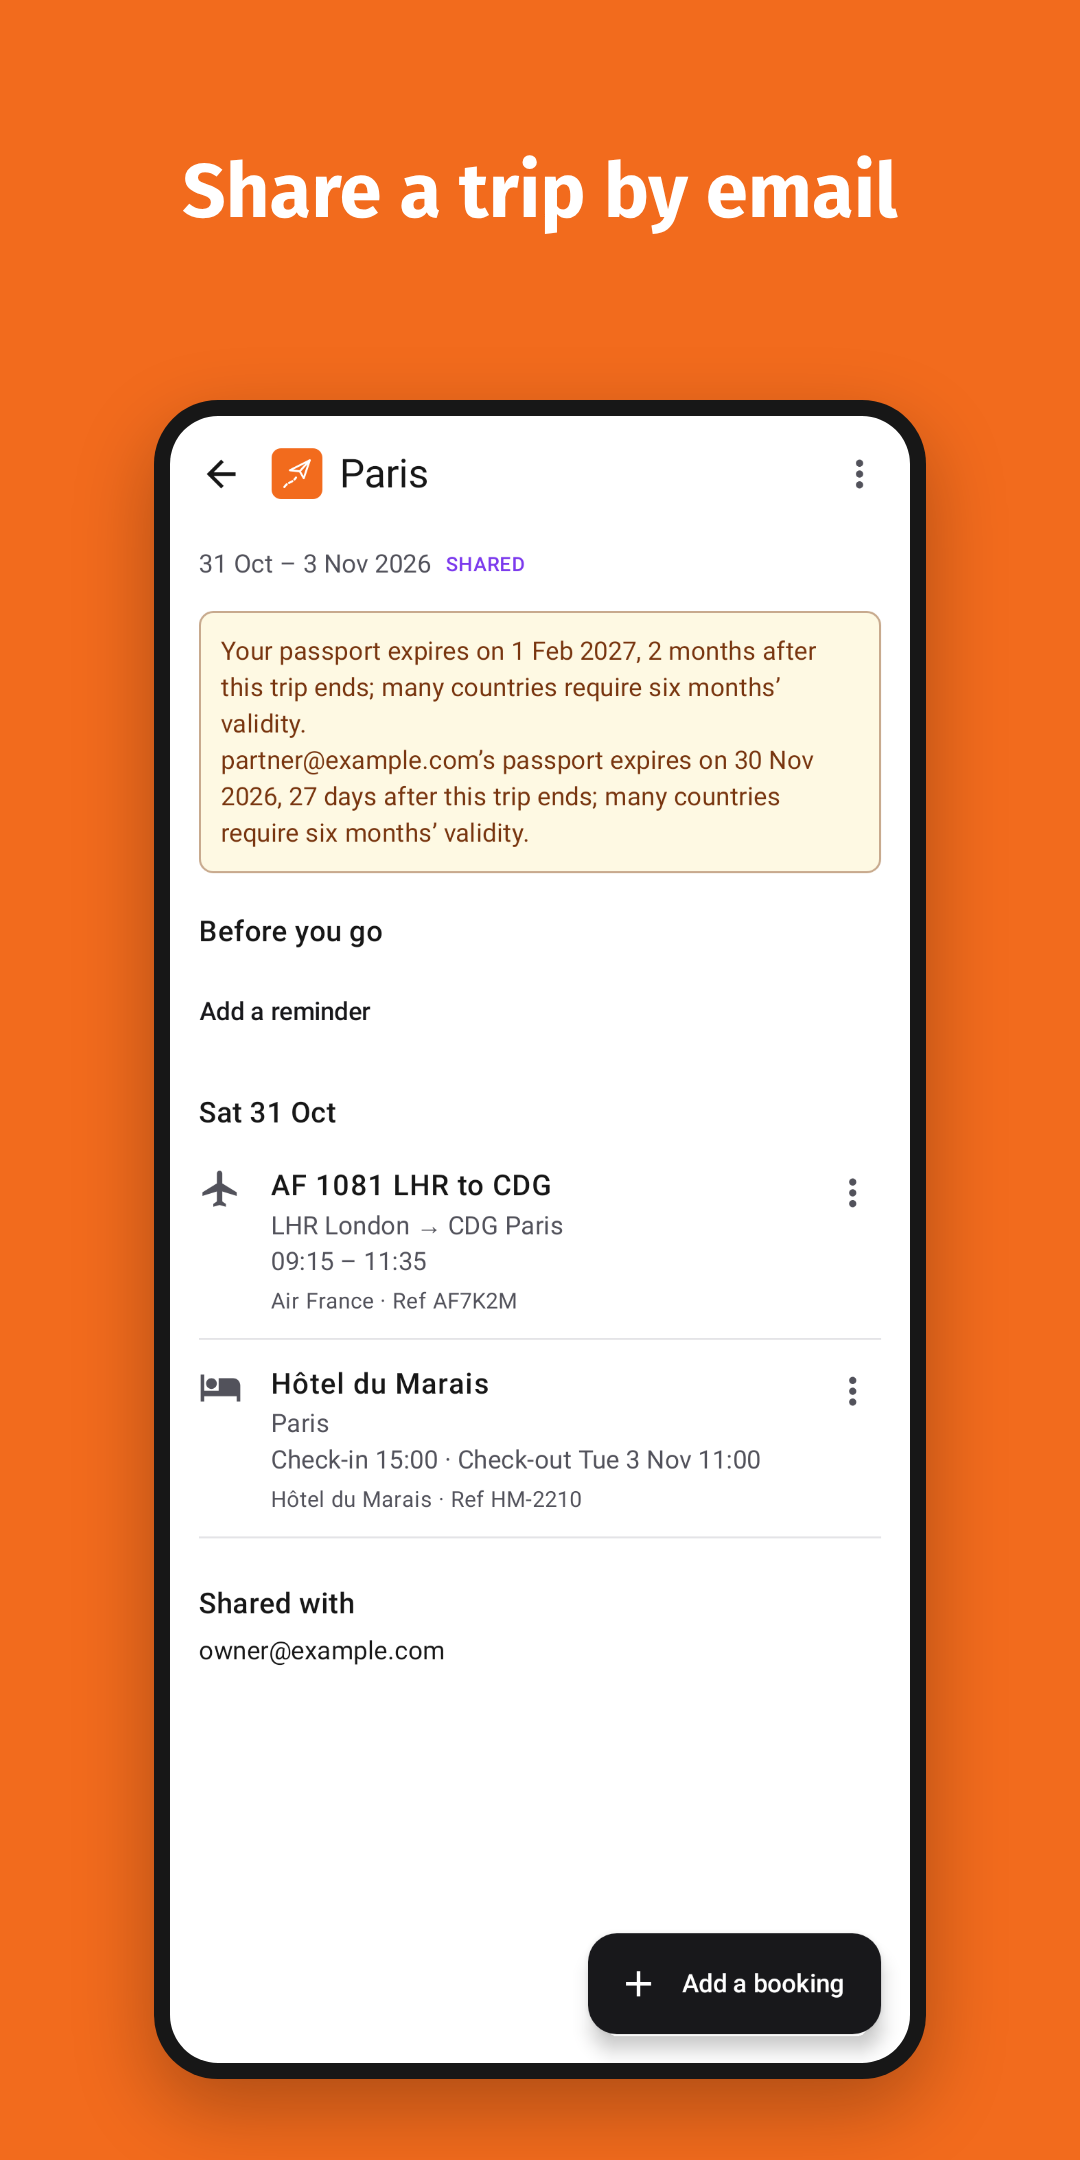 Share a trip by email
Paris
31 Oct – 3 Nov 2026 SHARED
Your passport expires on 1 Feb 2027, 2 months after
this trip ends; many countries require six months’
validity.
partner@example.com’s passport expires on 30 Nov
2026, 27 days after this trip ends; many countries
require six months’ validity.
Before you go
Add a reminder
Sat 31 Oct
AF 1081 LHR to CDG
LHR London → CDG Paris
09:15 – 11:35
Air France · Ref AF7K2M
Hôtel du Marais
Paris
Check-in 15:00 · Check-out Tue 3 Nov 11:00
Hôtel du Marais · Ref HM-2210
Shared with
owner@example.com
Add a booking